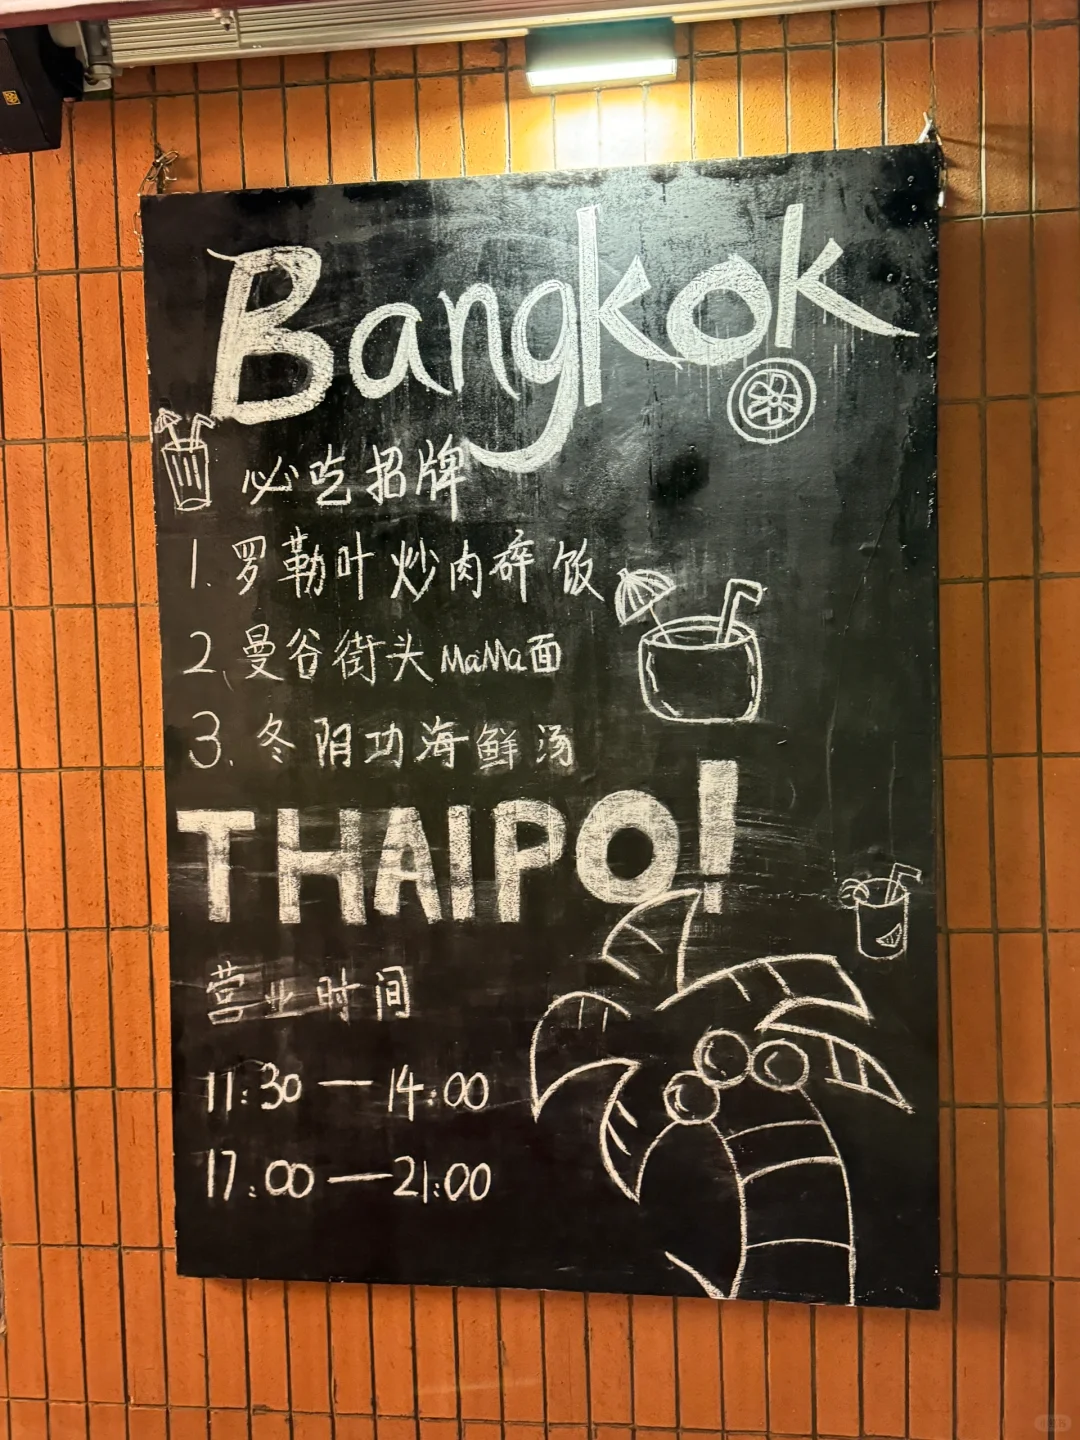 Bangkok
必吃招牌
1. 罗勒叶炒肉碎饭
2. 曼谷街头MaMa面
3. 冬阴功海鲜汤
THAIPO!
营业时间
11:30 — 14:00
17:00 — 21:00